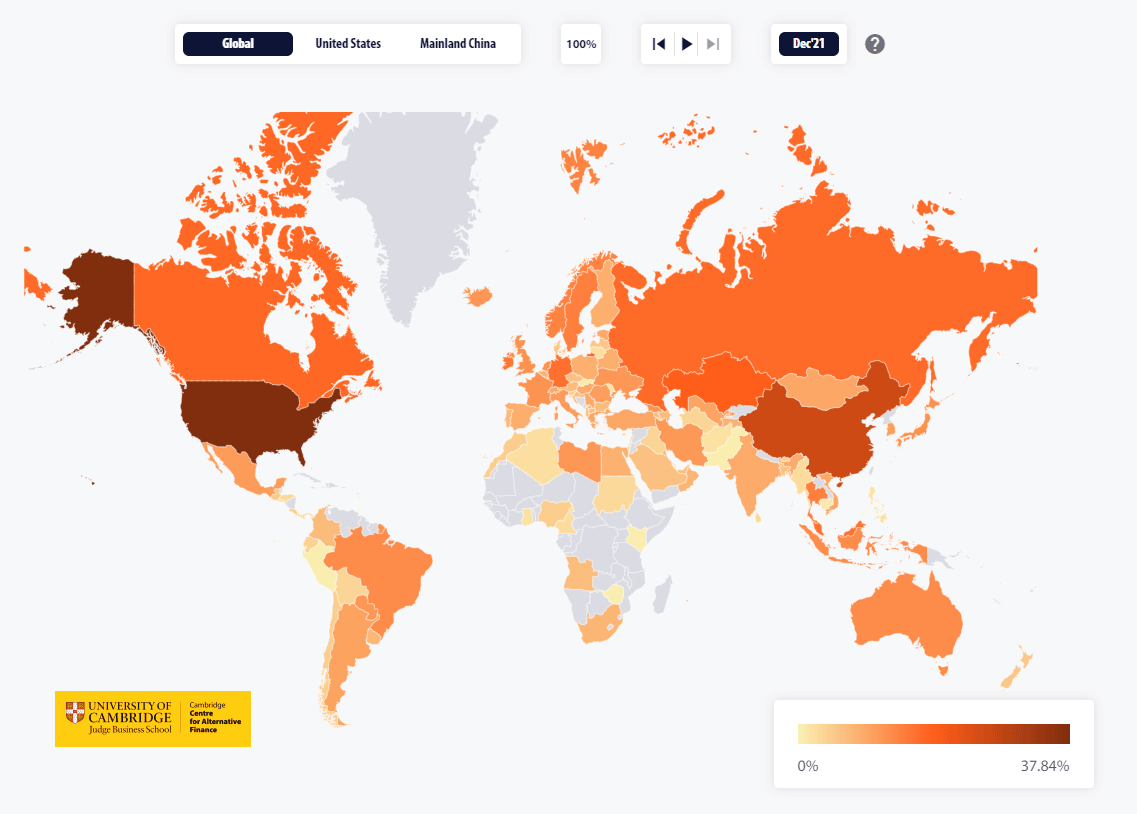 Global United States Mainland China 100% Dec'21 ?
UNIVERSITY OF
CAMBRIDGE
Judge Business School
Cambridge
Centre
for Alternative
Finance
0% 37.84%